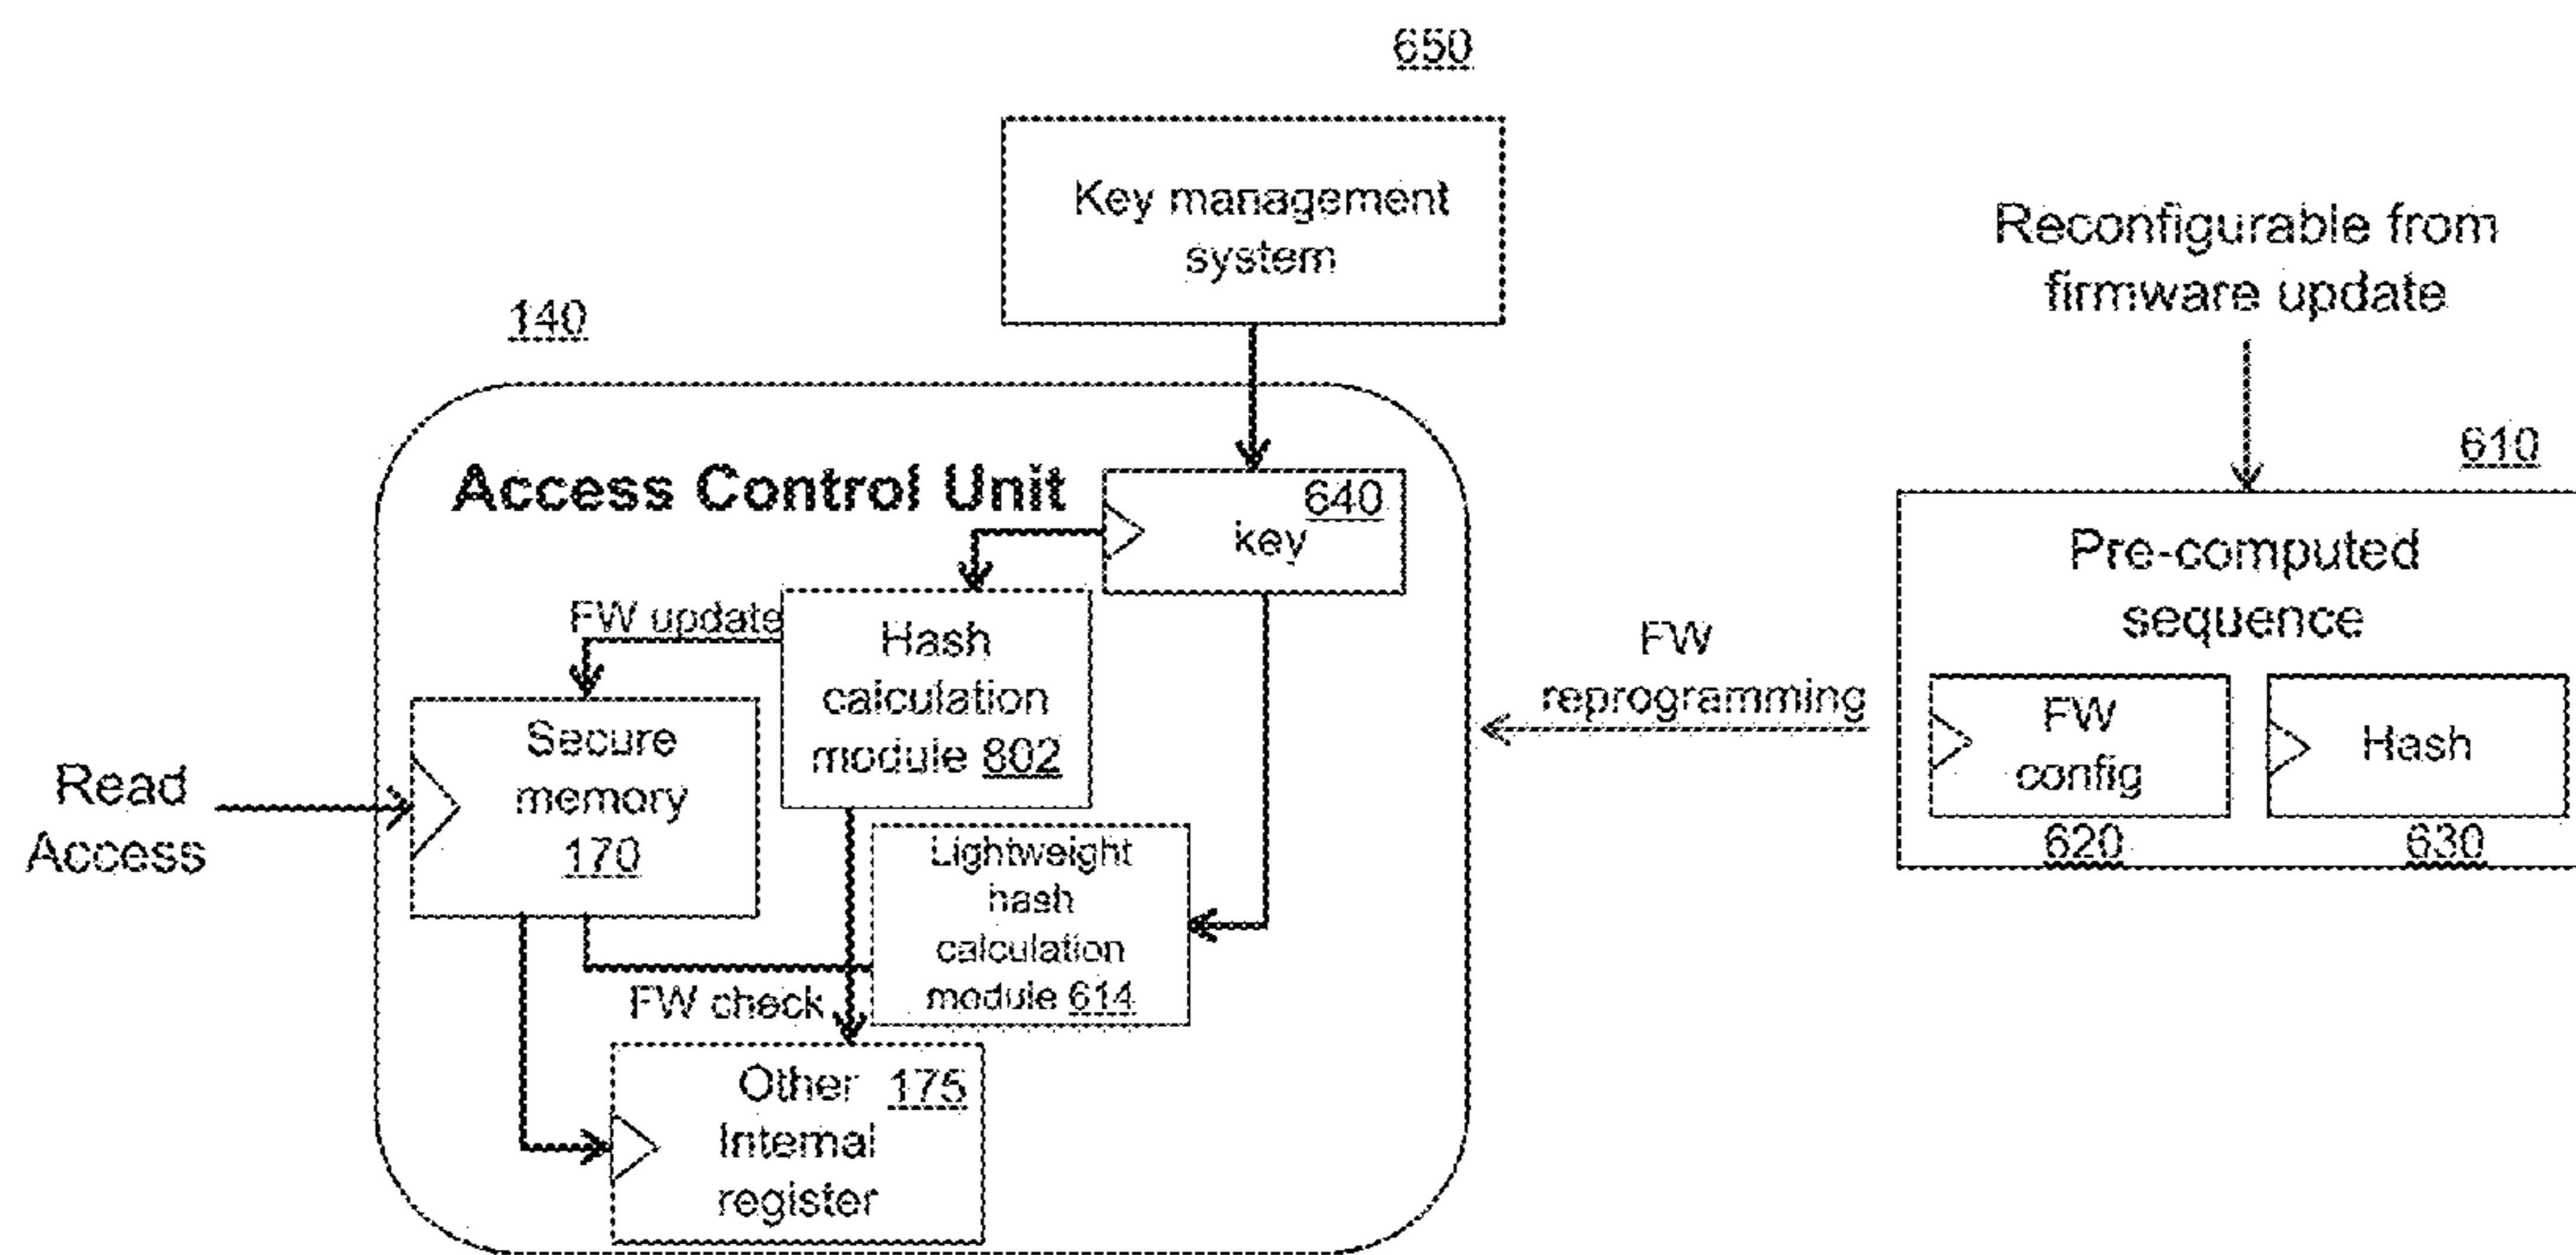 650
Key management
system
Reconfigurable from
firmware update
140
610
Access Control Unit
640
key
Pre-computed
sequence
FW update
Hash
calculation
module 802
FW
reprogramming
FW
config
620
Hash
630
Secure
memory
170
Read
Access
Lightweight
hash
calculation
module 614
FW check
Other 175
Internal
register